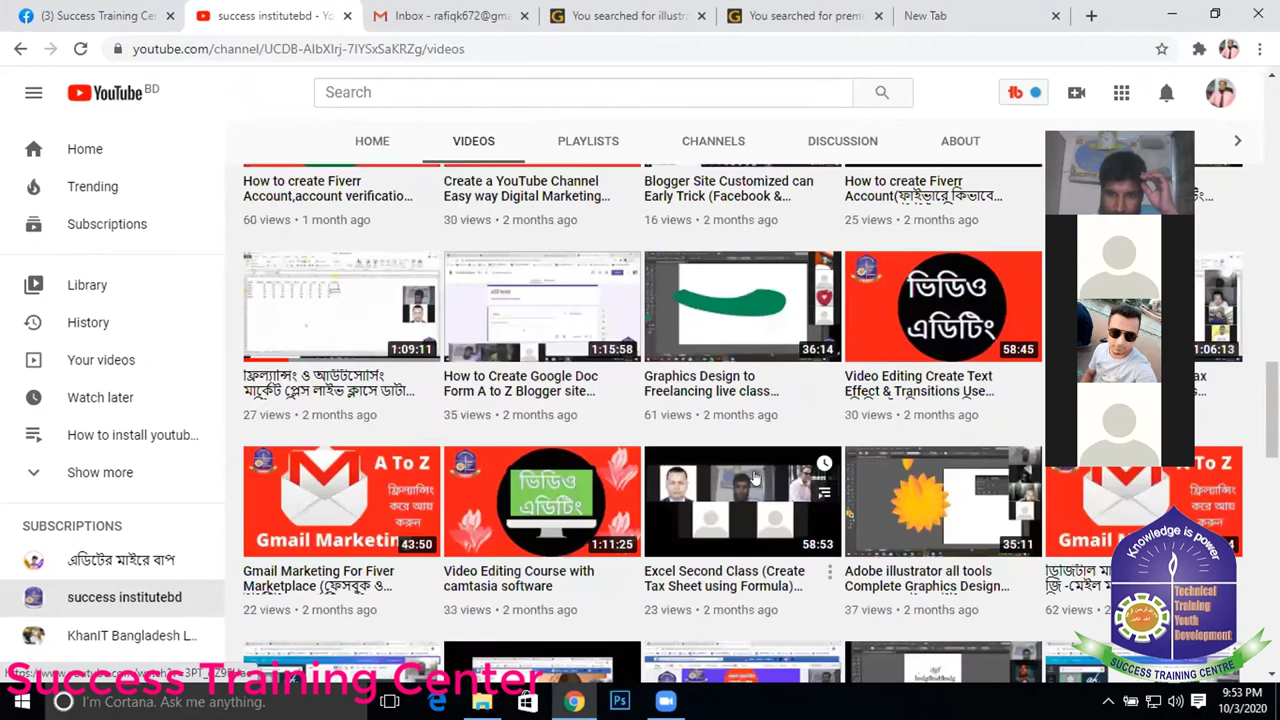 (3) Success Training Cer
success institutebd - Yo
Inbox - rafiqk672@gmai
You searched for illustra
You searched for prem
New Tab
youtube.com/channel/UCDB-AIbXIrj-7IYSxSaKRZg/videos
YouTube BD
Search
HOME VIDEOS PLAYLISTS CHANNELS DISCUSSION ABOUT
Home
Trending
Subscriptions
Library
History
Your videos
Watch later
How to install youtub...
Show more
SUBSCRIPTIONS
এডিটের মাইরে বাপ
success institutebd
KhanIT Bangladesh L..
How to create Fiverr
Account,account verificatio...
60 views • 1 month ago
Create a YouTube Channel
Easy way Digital Marketing...
30 views • 2 months ago
Blogger Site Customized can
Early Trick (Facebook &...
16 views • 2 months ago
How to create Fiverr
Account(ফাইভারে কিভাবে...
25 views • 2 months ago
1:09:11
ফ্রিল্যান্সিং ও আউটসোর্সিং
মার্কেট প্লেস লাইভ ক্লাসে ডাটা...
27 views • 2 months ago
1:15:58
How to Create Google Doc
Form A to Z Blogger site...
35 views • 2 months ago
36:14
Graphics Design to
Freelancing live class...
61 views • 2 months ago
ভিডিও
এডিটিং
58:45
Video Editing Create Text
Effect & Transitions Use...
30 views • 2 months ago
1:06:13
ax
months ago
A To Z
ফ্রিল্যান্সিং
করে আয়
করুন
Gmail Marketin
43:50
Gmail Marketing For Fiver
Marketplace (ফেসবুক ও...
22 views • 2 months ago
ভিডিও
এডিটিং
1:11:25
Video Editing Course with
camtasia software
33 views • 2 months ago
58:53
Excel Second Class (Create
Tax Sheet using Formula)...
23 views • 2 months ago
35:11
Adobe illustrator all tools
Complete Graphics Design...
37 views • 2 months ago
Gmail Ma
62 views • 2 m
Knowledge is power
Technical
Training
Youth
Development
SUCCESS TRAINING CENTRE
Success Training Center
I'm Cortana. Ask me anything.
9:53 PM
10/3/2020